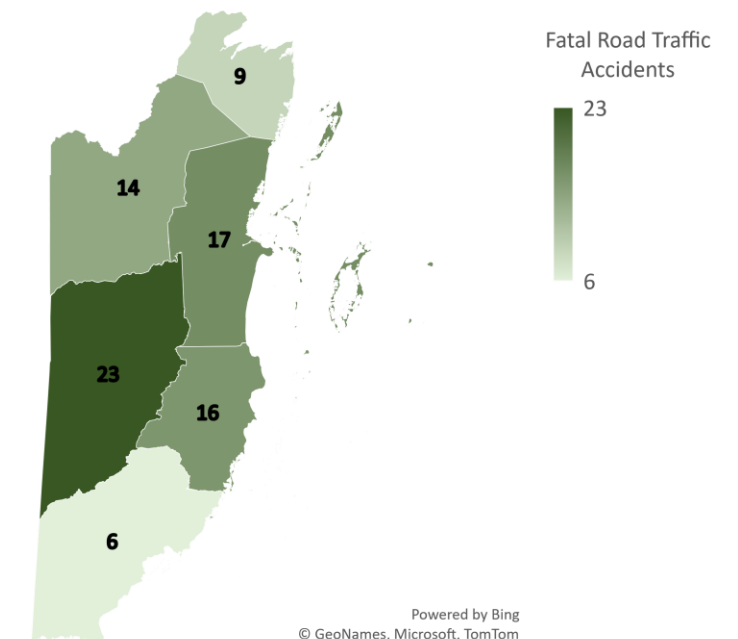 Fatal Road Traffic
Accidents
23
6
9
14
17
23
16
6
Powered by Bing
© GeoNames, Microsoft, TomTom